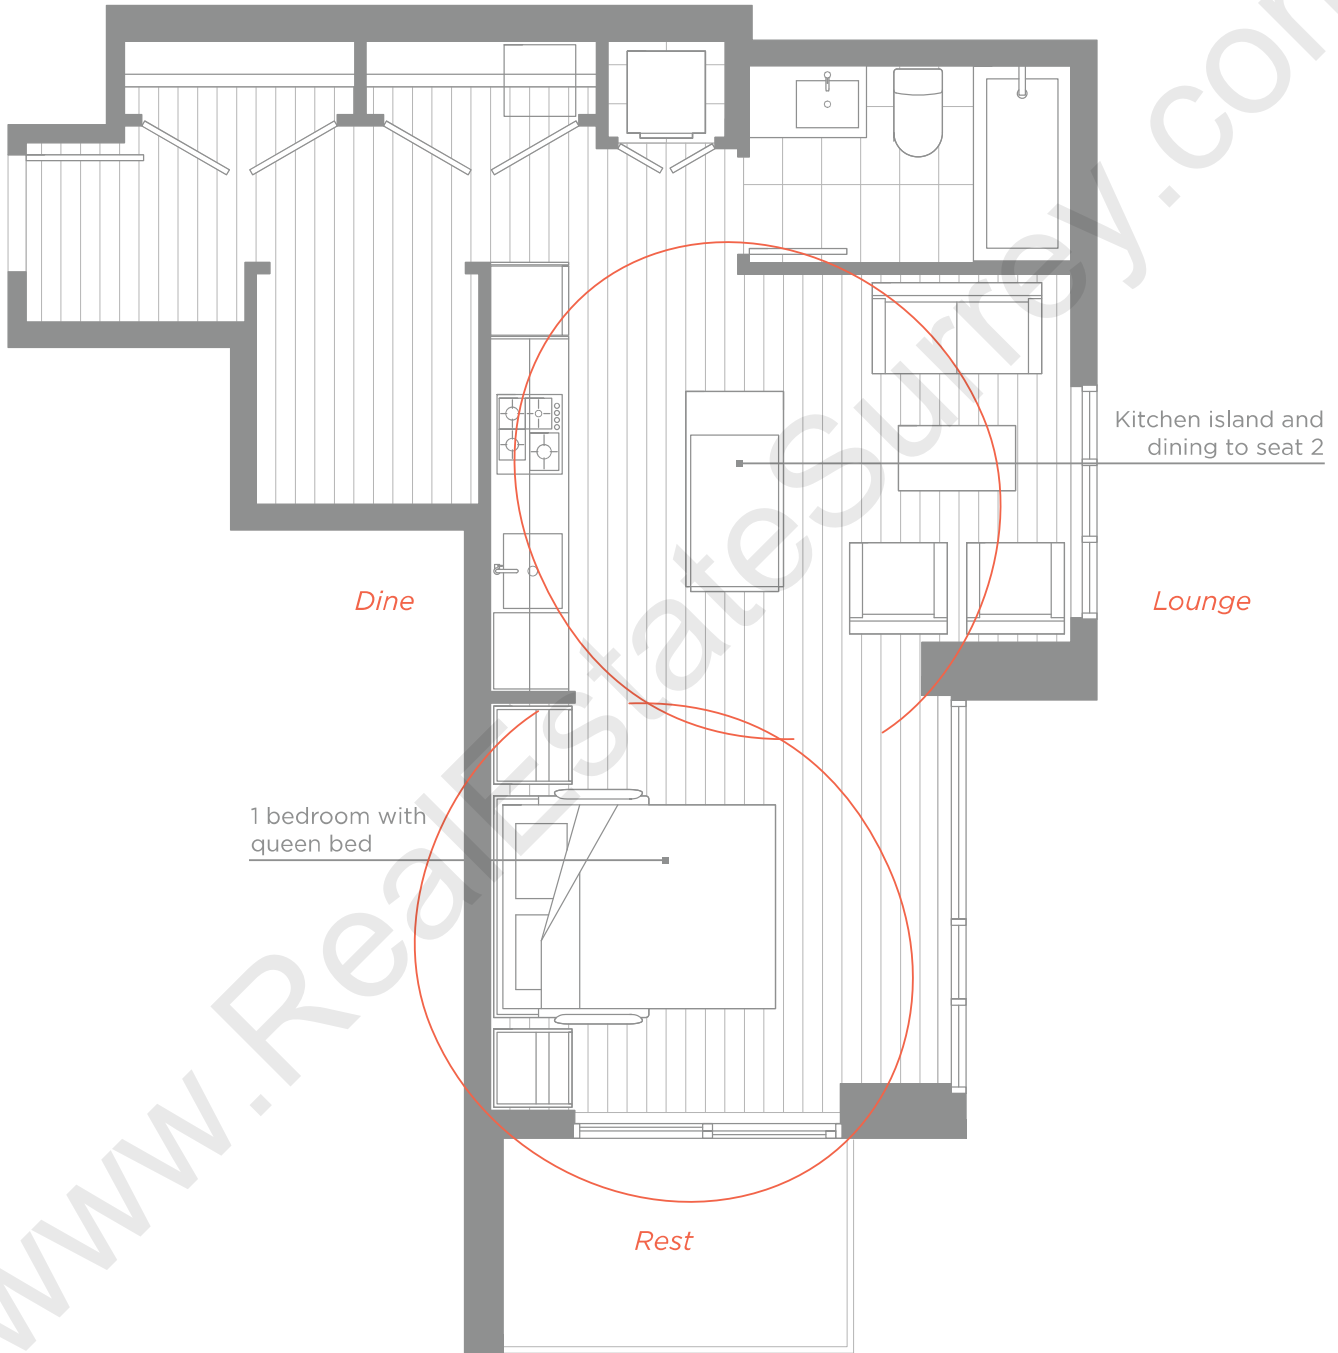 Kitchen island and
dining to seat 2
Dine
Lounge
1 bedroom with
queen bed
Rest
www.RealEstateSurrey.com